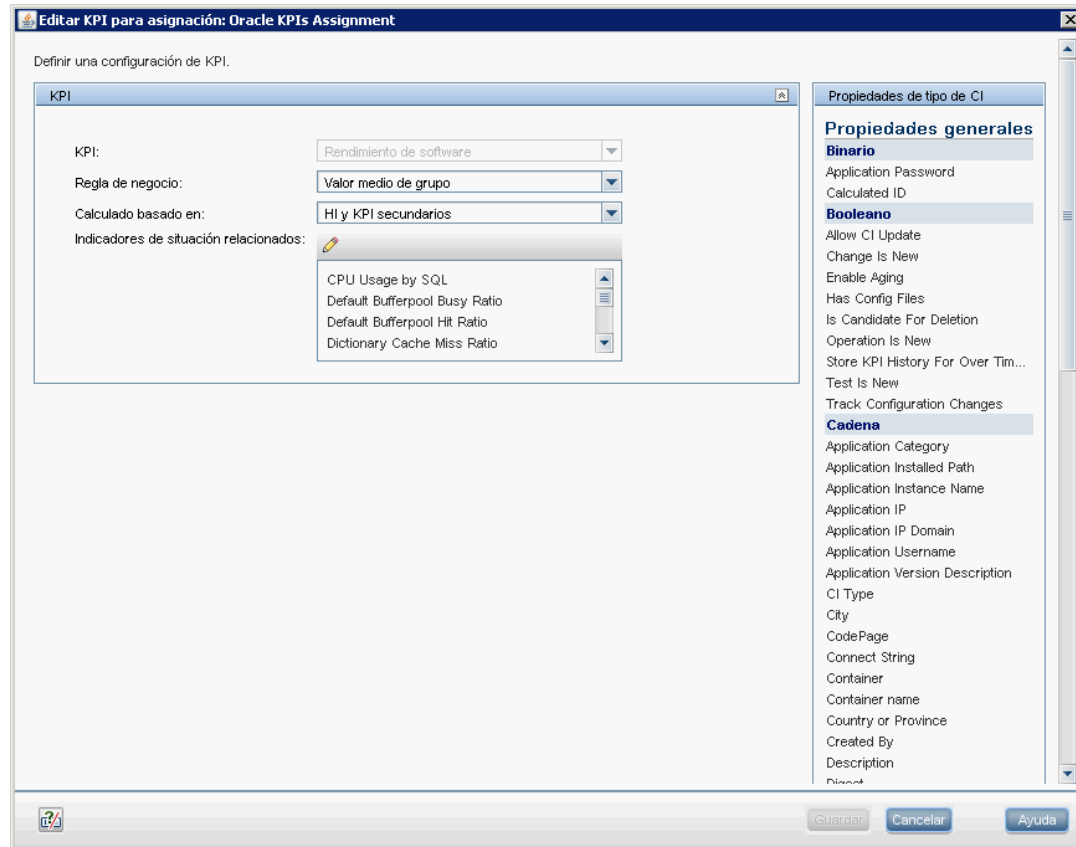 Editar KPI para asignación: Oracle KPIs Assignment
Definir una configuración de KPI.
KPI
KPI:
Rendimiento de software
Regla de negocio:
Valor medio de grupo
Calculado basado en:
HI y KPI secundarios
Indicadores de situación relacionados:
CPU Usage by SQL
Default Bufferpool Busy Ratio
Default Bufferpool Hit Ratio
Dictionary Cache Miss Ratio
Propiedades de tipo de CI
Propiedades generales
Binario
Application Password
Calculated ID
Booleano
Allow CI Update
Change Is New
Enable Aging
Has Config Files
Is Candidate For Deletion
Operation Is New
Store KPI History For Over Tim...
Test Is New
Track Configuration Changes
Cadena
Application Category
Application Installed Path
Application Instance Name
Application IP
Application IP Domain
Application Username
Application Version Description
CI Type
City
CodePage
Connect String
Container
Container name
Country or Province
Created By
Description
Digest
Guardar
Cancelar
Ayuda